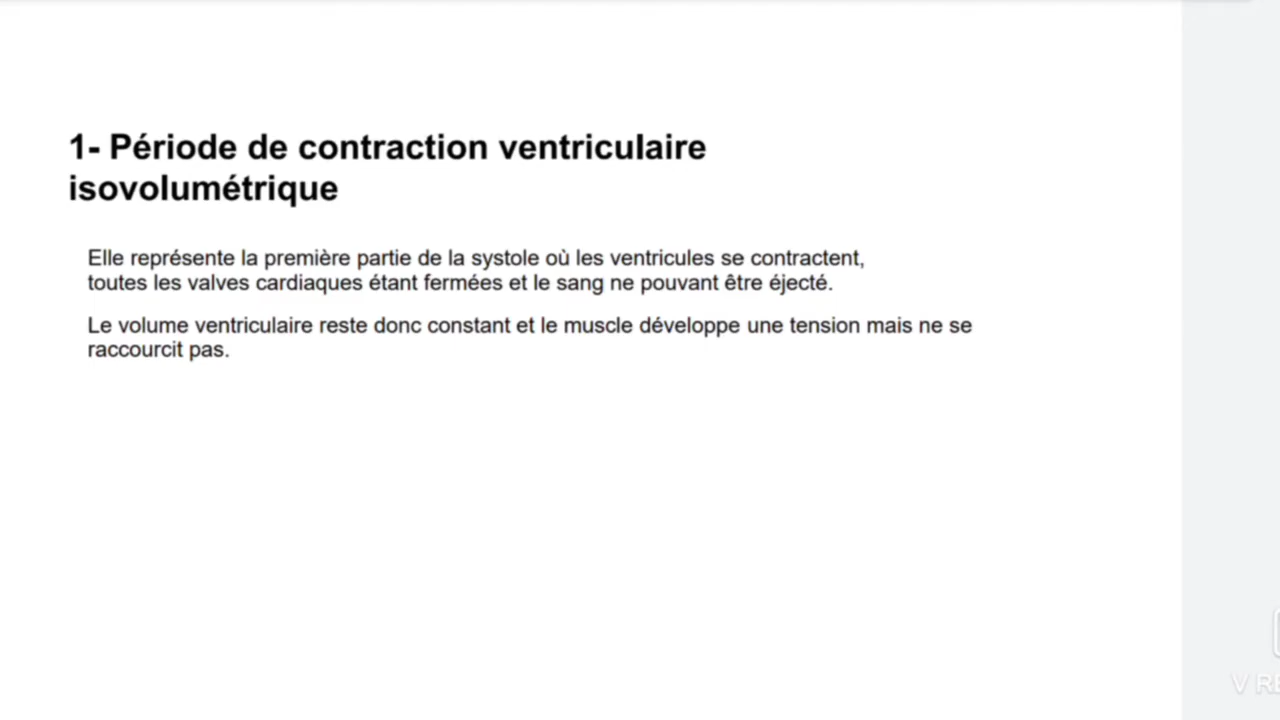 1- Période de contraction ventriculaire
isovolumétrique
Elle représente la première partie de la systole où les ventricules se contractent,
toutes les valves cardiaques étant fermées et le sang ne pouvant être éjecté.
Le volume ventriculaire reste donc constant et le muscle développe une tension mais ne se
raccourcit pas.